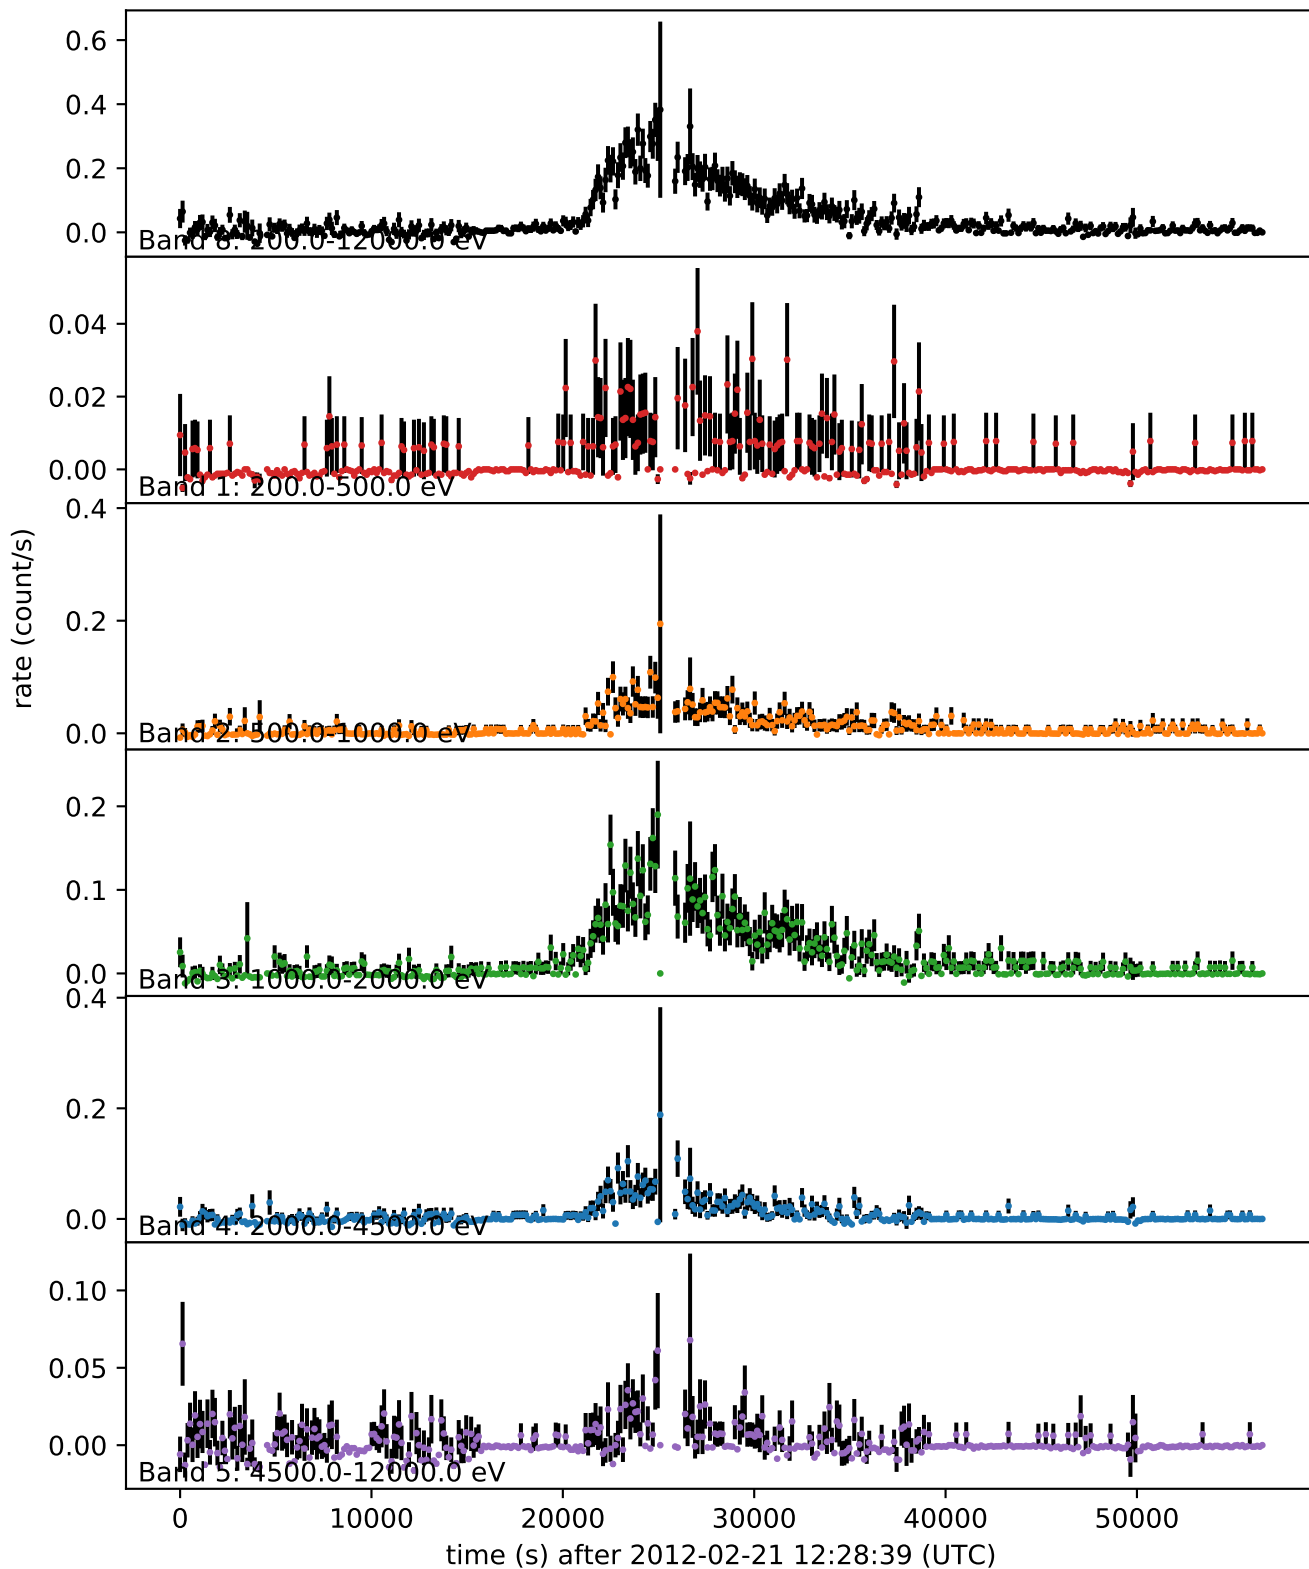 0.6
0.4
0.2
0.0
Band 8: 200.0-12000.0 eV
0.04
0.02
0.00
Band 1: 200.0-500.0 eV
rate (count/s)
0.4
0.2
0.0
Band 2: 500.0-1000.0 eV
0.2
0.1
0.0
Band 3: 1000.0-2000.0 eV
0.4
0.2
0.0
Band 4: 2000.0-4500.0 eV
0.10
0.05
0.00
Band 5: 4500.0-12000.0 eV
0 10000 20000 30000 40000 50000
time (s) after 2012-02-21 12:28:39 (UTC)